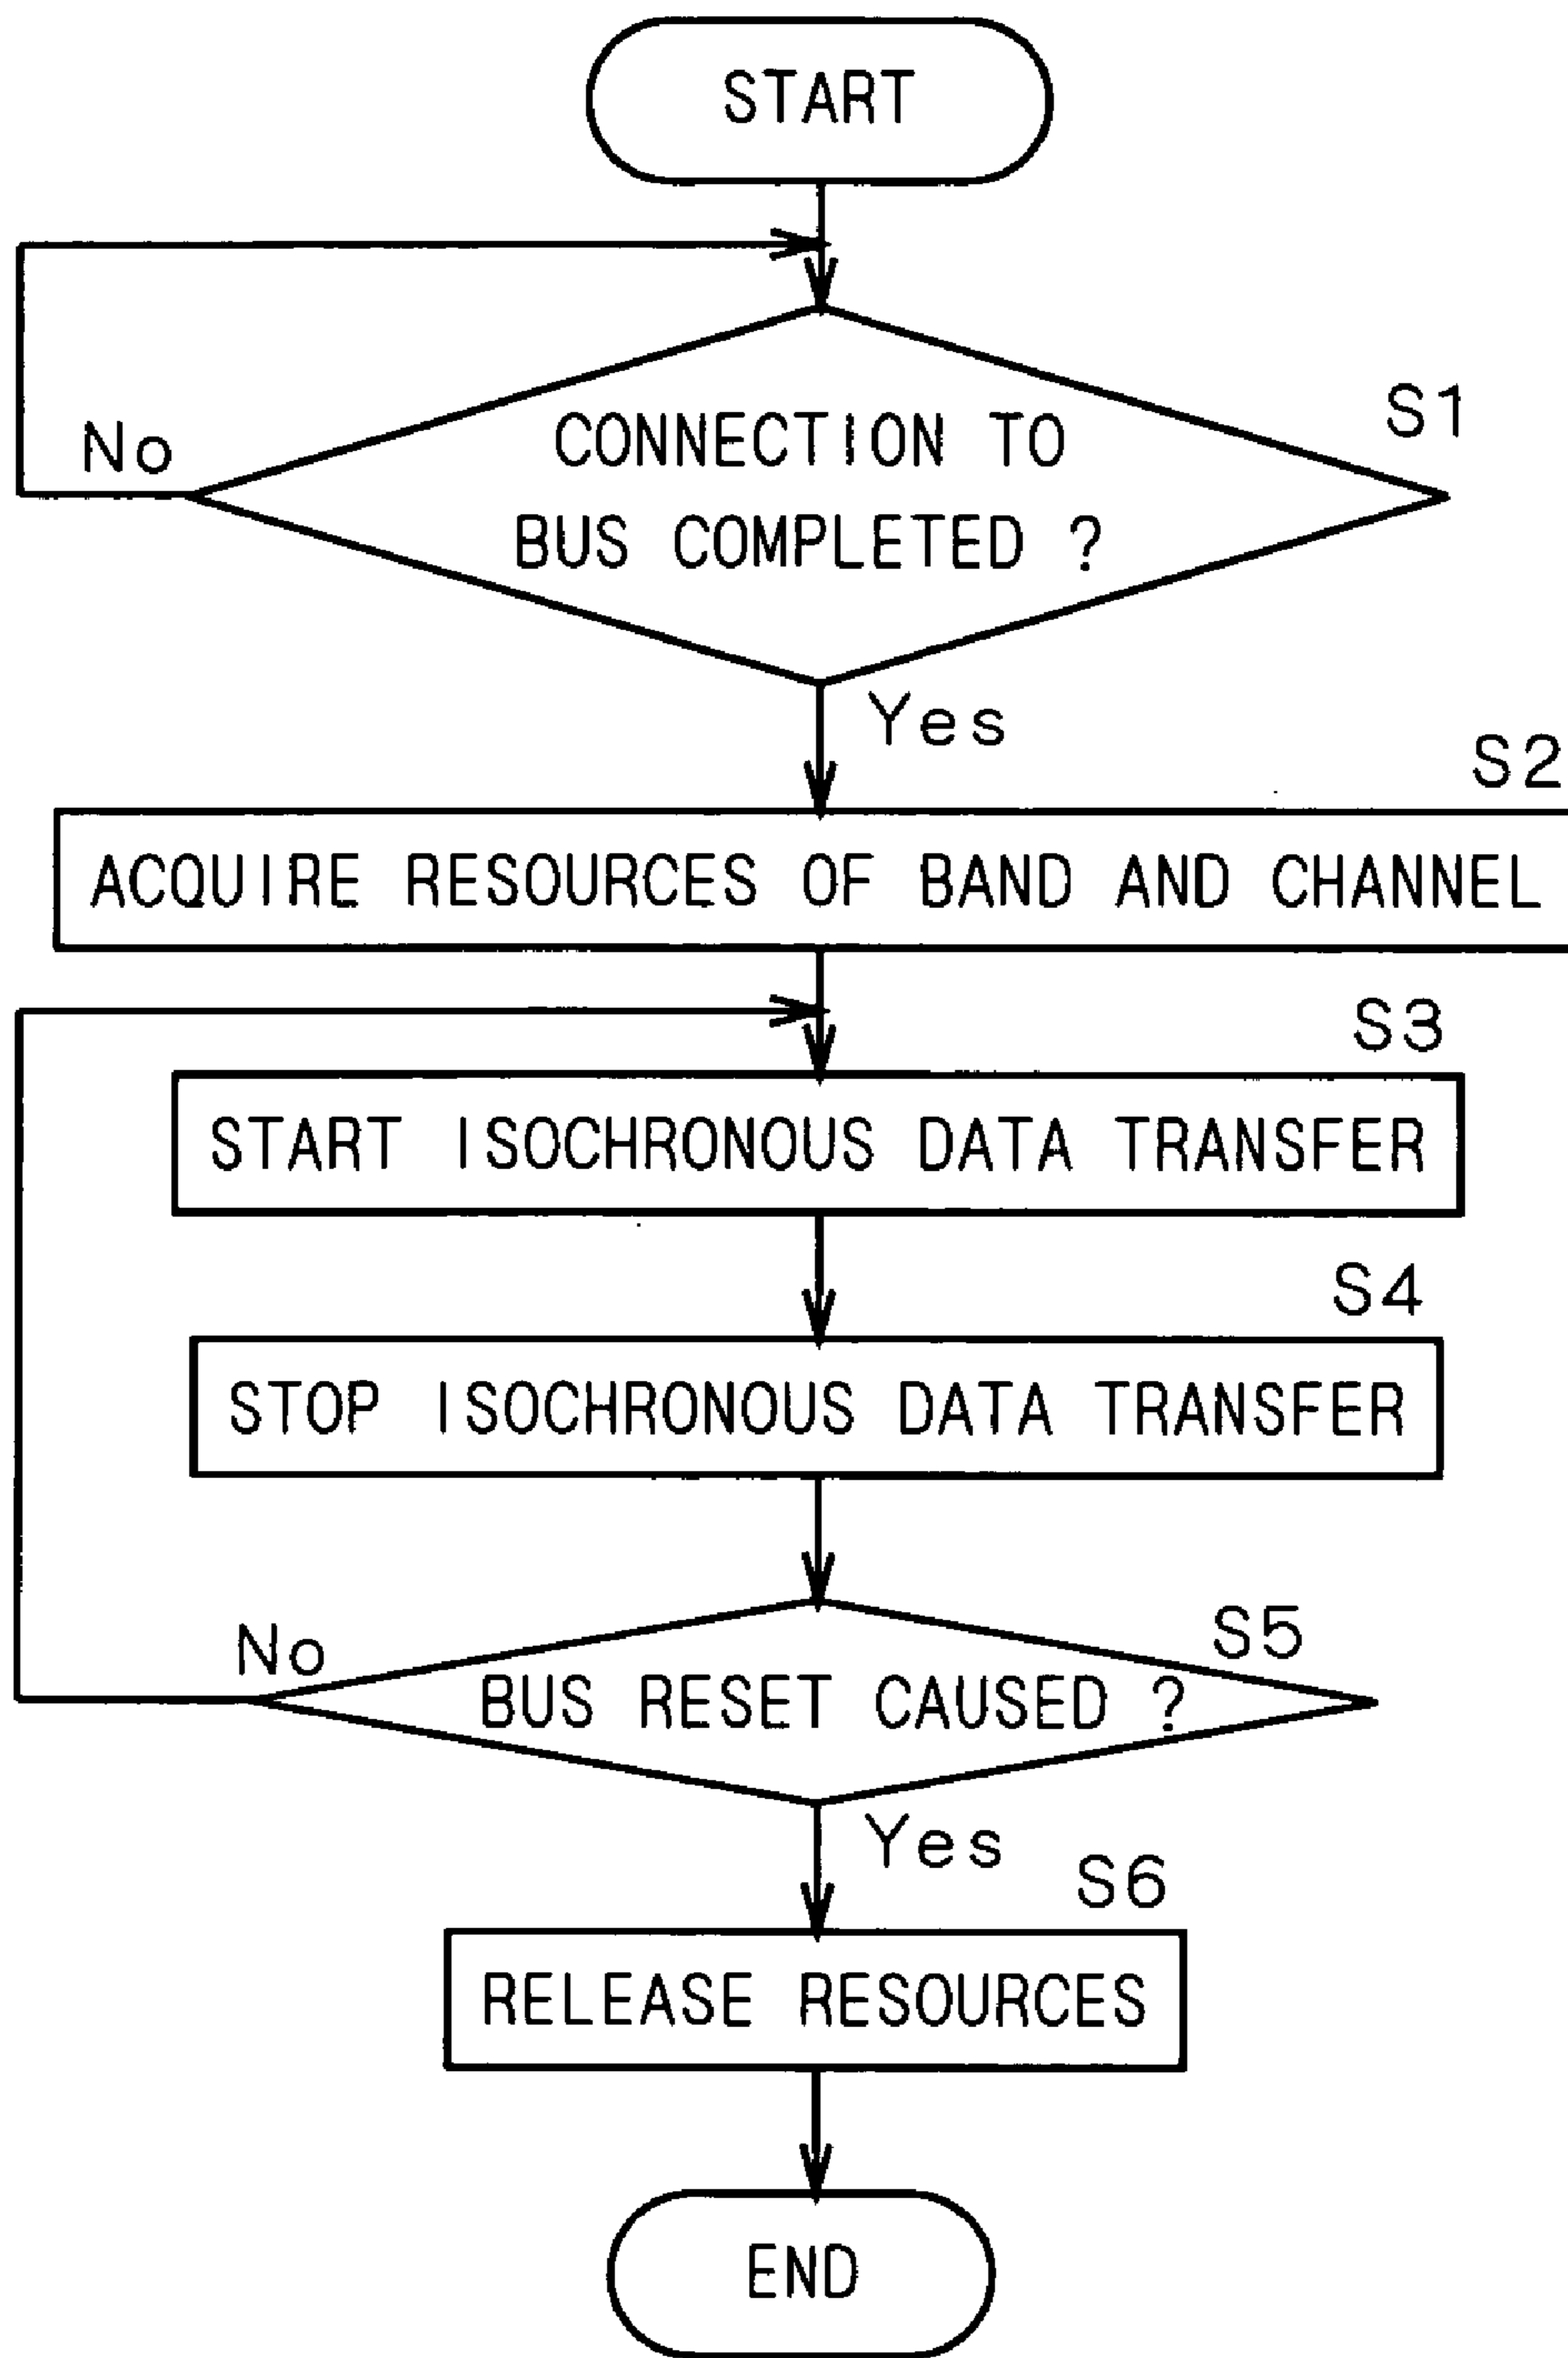 START
S1
CONNECTION TO
BUS COMPLETED ?
No
Yes
S2
ACQUIRE RESOURCES OF BAND AND CHANNEL
S3
START ISOCHRONOUS DATA TRANSFER
S4
STOP ISOCHRONOUS DATA TRANSFER
S5
No
BUS RESET CAUSED ?
Yes
S6
RELEASE RESOURCES
END